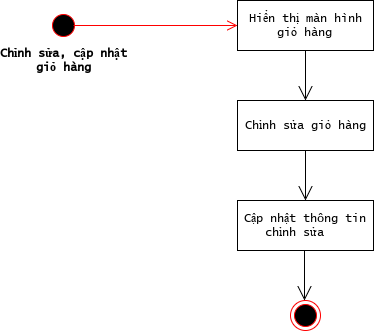 Hiển thị màn hình
giỏ hàng
Chỉnh sửa, cập nhật
giỏ hàng
Chỉnh sửa giỏ hàng
Cập nhật thông tin
chỉnh sửa